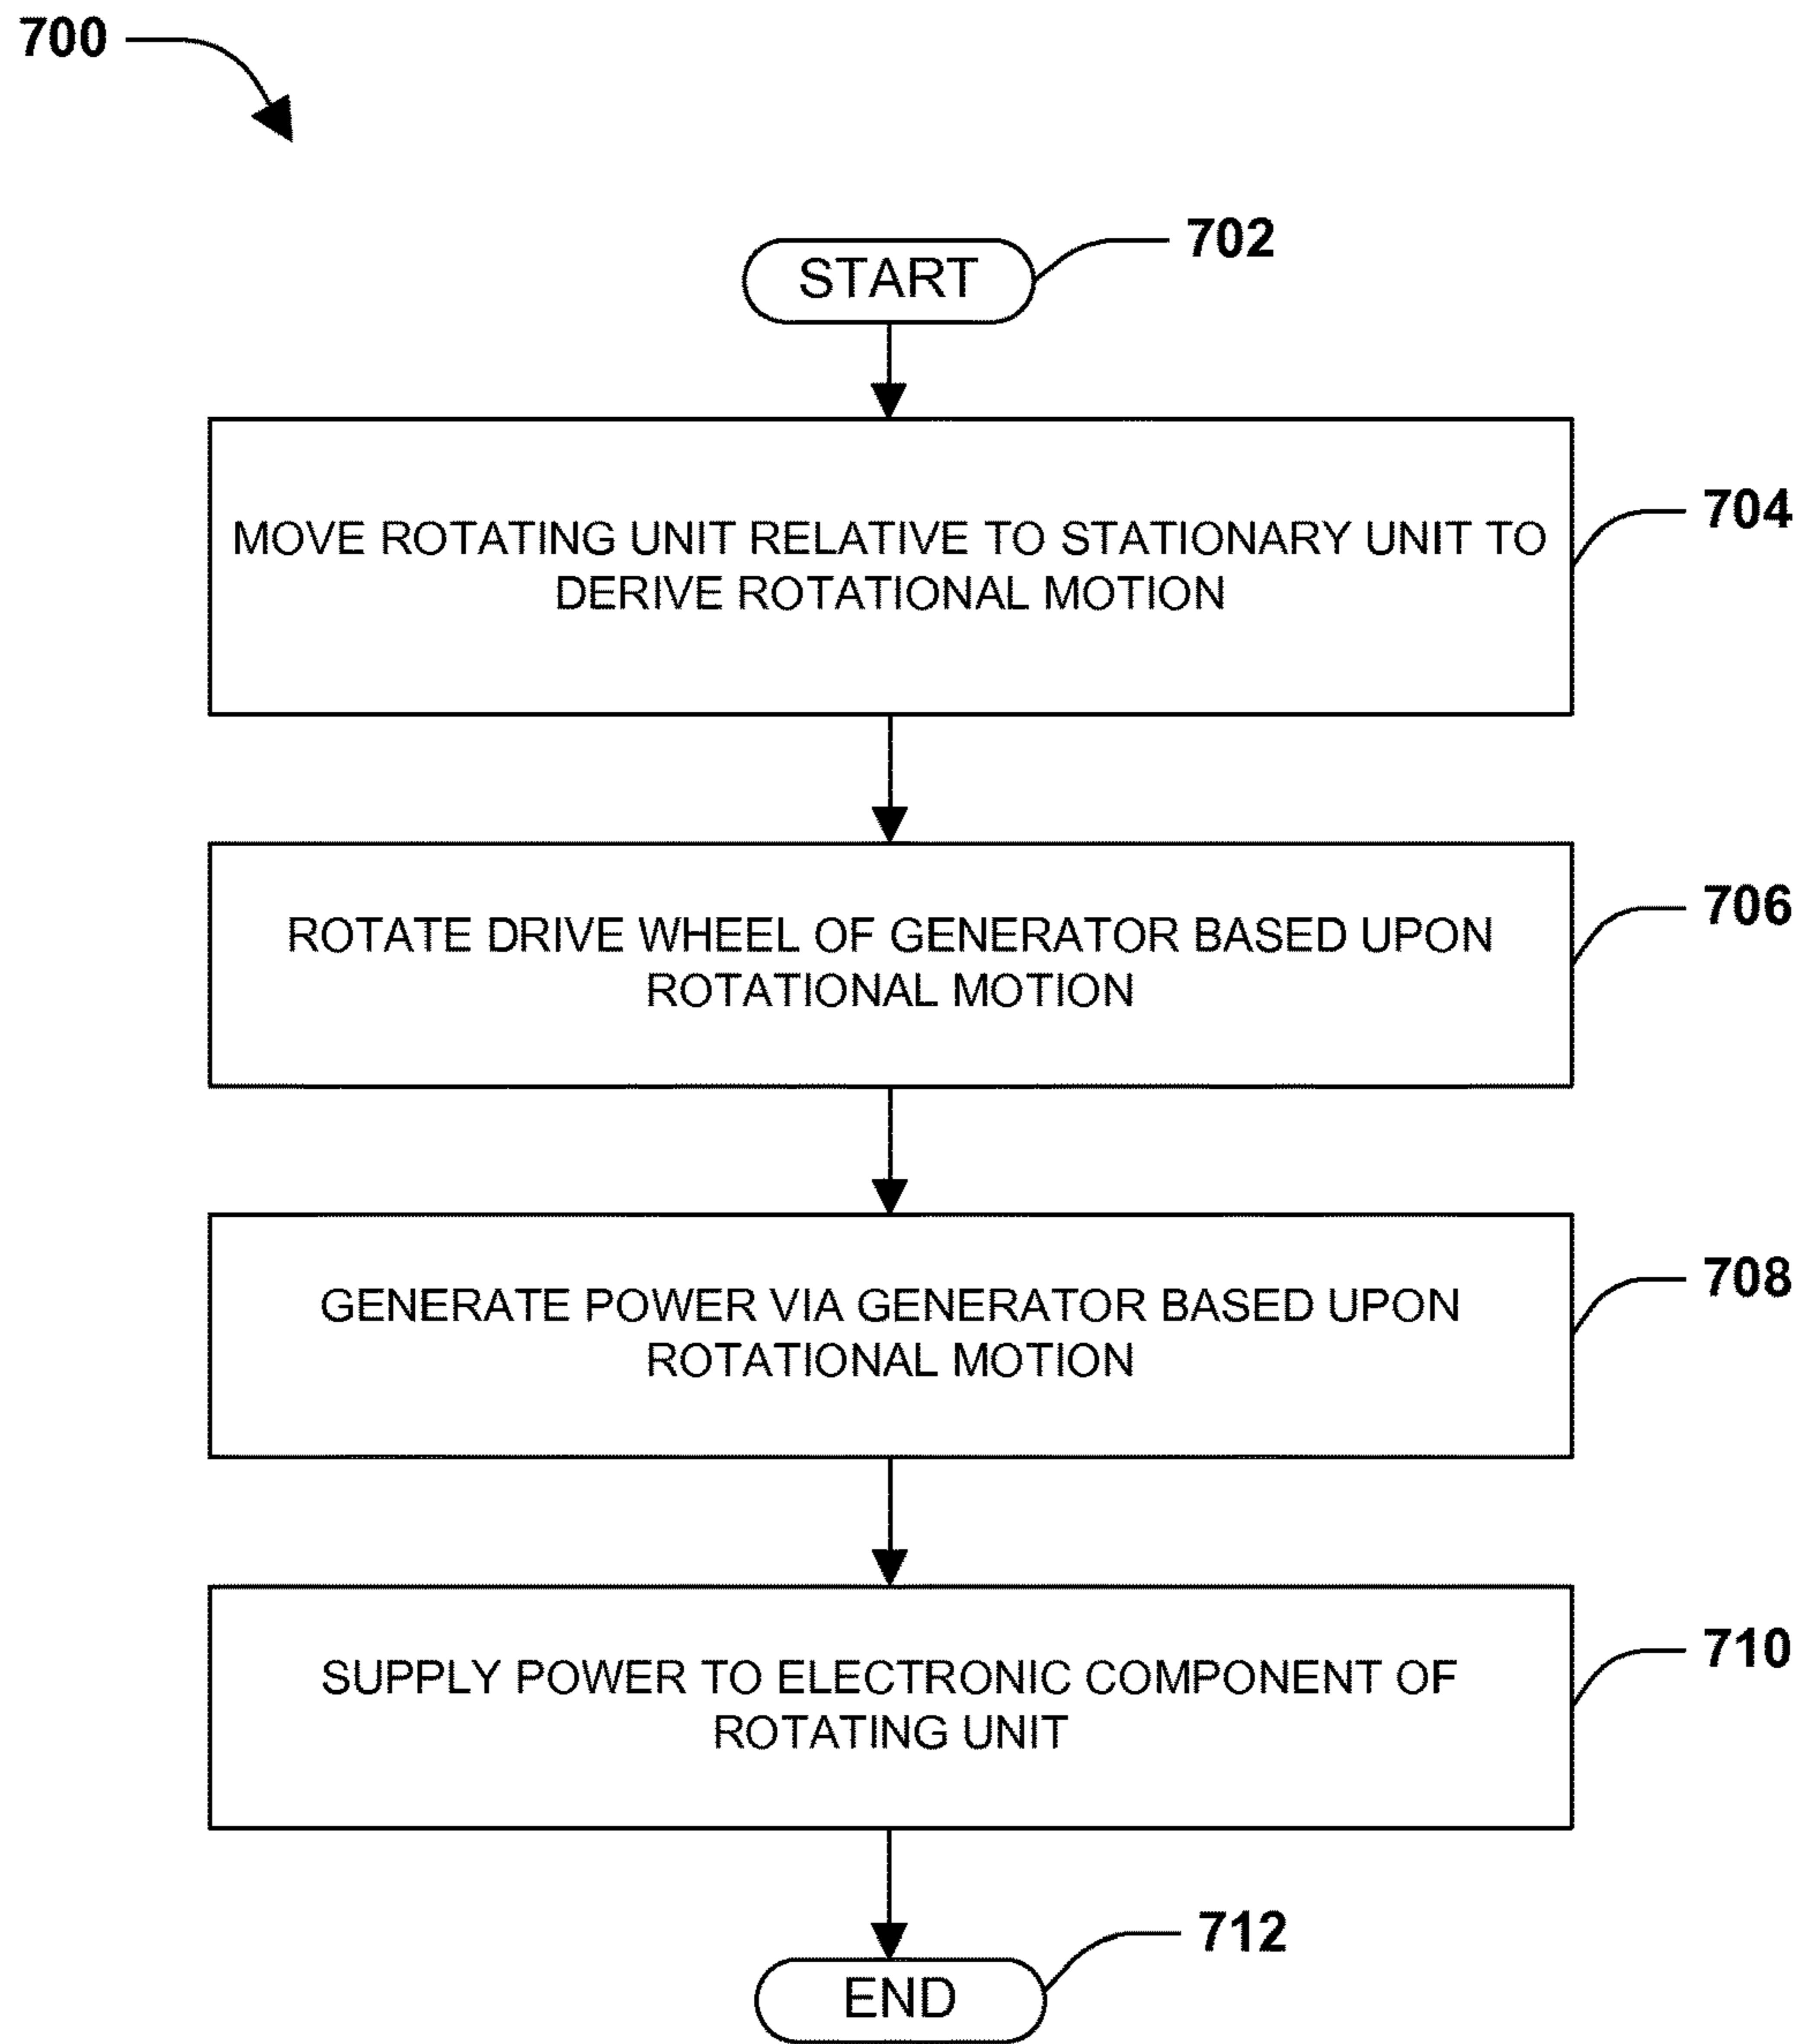 700
702
START
704
MOVE ROTATING UNIT RELATIVE TO STATIONARY UNIT TO
DERIVE ROTATIONAL MOTION
706
ROTATE DRIVE WHEEL OF GENERATOR BASED UPON
ROTATIONAL MOTION
708
GENERATE POWER VIA GENERATOR BASED UPON
ROTATIONAL MOTION
710
SUPPLY POWER TO ELECTRONIC COMPONENT OF
ROTATING UNIT
712
END